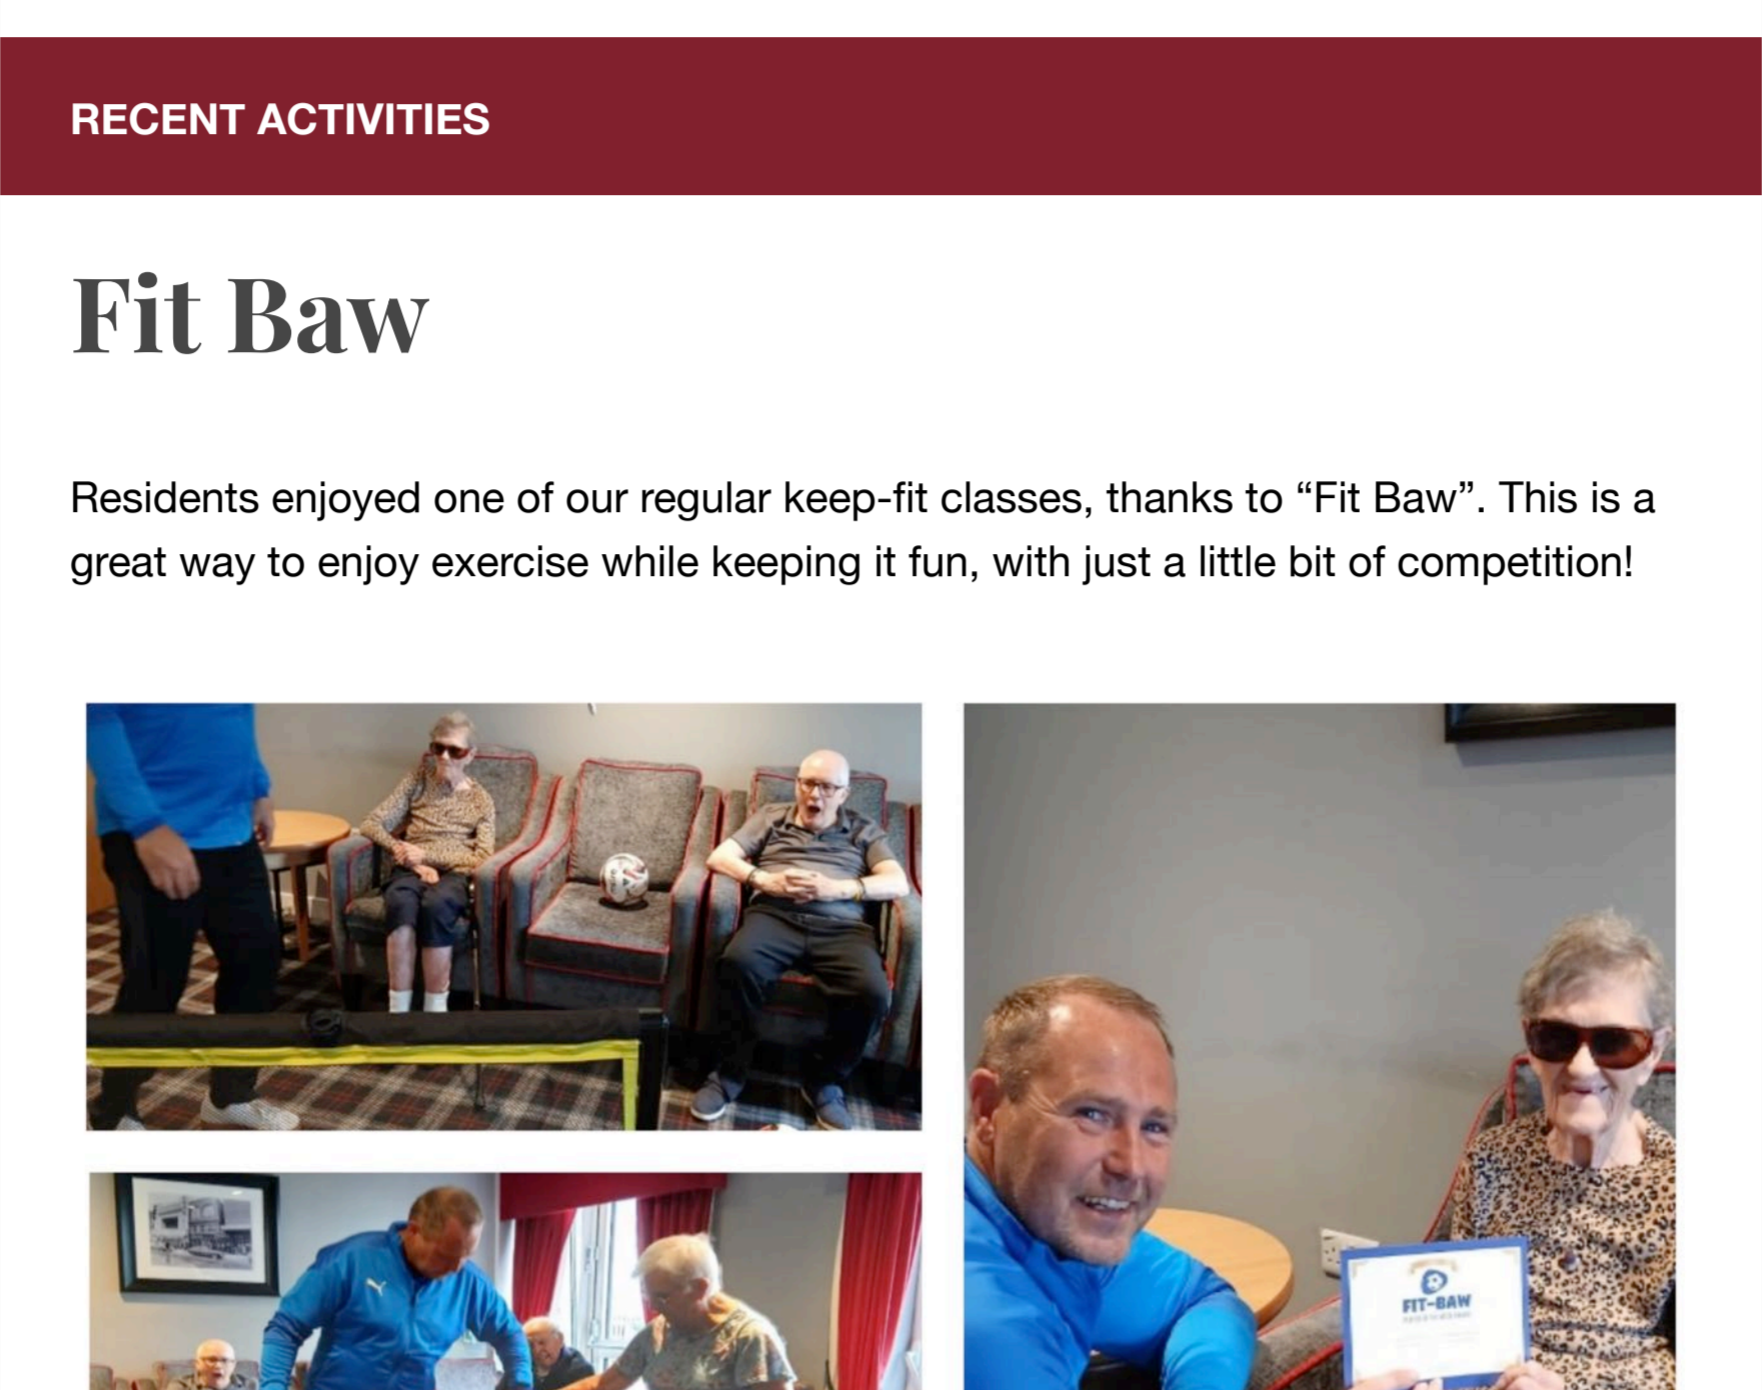 RECENT ACTIVITIES
Fit Baw
Residents enjoyed one of our regular keep-fit classes, thanks to “Fit Baw”. This is a
great way to enjoy exercise while keeping it fun, with just a little bit of competition!
FIT-BAW